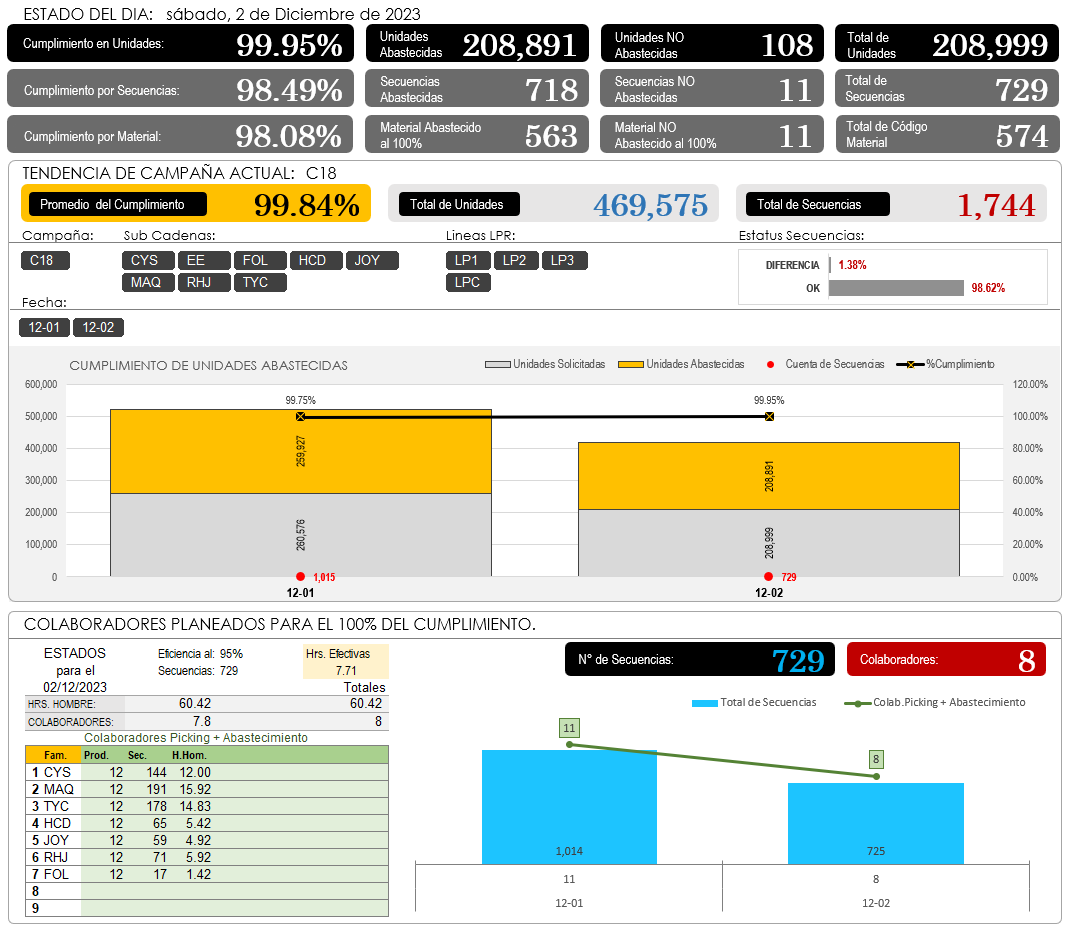 ESTADO DEL DIA: sábado, 2 de Diciembre de 2023
Cumplimiento en Unidades: 99.95%
Unidades Abastecidas 208,891
Unidades NO Abastecidas 108
Total de Unidades 208,999
Cumplimiento por Secuencias: 98.49%
Secuencias Abastecidas 718
Secuencias NO Abastecidas 11
Total de Secuencias 729
Cumplimiento por Material: 98.08%
Material Abastecido al 100% 563
Material NO Abastecido al 100% 11
Total de Código Material 574
TENDENCIA DE CAMPAÑA ACTUAL: C18
Promedio del Cumplimiento 99.84%
Total de Unidades 469,575
Total de Secuencias 1,744
Campaña: Sub Cadenas: Lineas LPR: Estatus Secuencias:
C18 CYS EE FOL HCD JOY LP1 LP2 LP3
MAQ RHJ TYC LPC
DIFERENCIA 1.38%
OK 98.62%
Fecha:
12-01 12-02
CUMPLIMIENTO DE UNIDADES ABASTECIDAS
Unidades Solicitadas Unidades Abastecidas Cuenta de Secuencias %Cumplimiento
600,000 120.00%
99.75% 99.95%
500,000 100.00%
400,000 80.00%
259,927 208,891
300,000 60.00%
200,000 40.00%
260,576 208,999
100,000 20.00%
0 1,015 729 0.00%
12-01 12-02
COLABORADORES PLANEADOS PARA EL 100% DEL CUMPLIMIENTO.
ESTADOS Eficiencia al: 95% Hrs. Efectivas
para el Secuencias: 729 7.71
02/12/2023 Totales
HRS. HOMBRE: 60.42 60.42
COLABORADORES: 7.8 8
Colaboradores Picking + Abastecimiento
Fam. Prod. Sec. H.Hom.
1 CYS 12 144 12.00
2 MAQ 12 191 15.92
3 TYC 12 178 14.83
4 HCD 12 65 5.42
5 JOY 12 59 4.92
6 RHJ 12 71 5.92
7 FOL 12 17 1.42
8
9
N° de Secuencias: 729
Colaboradores: 8
Total de Secuencias Colab.Picking + Abastecimiento
11
8
1,014 725
11 8
12-01 12-02